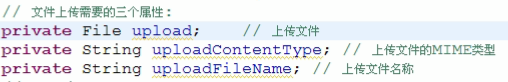 // 文件上传需要的三个属性：
private File upload;    // 上传文件
private String uploadContentType; // 上传文件的MIME类型
private String uploadFileName; // 上传文件名称